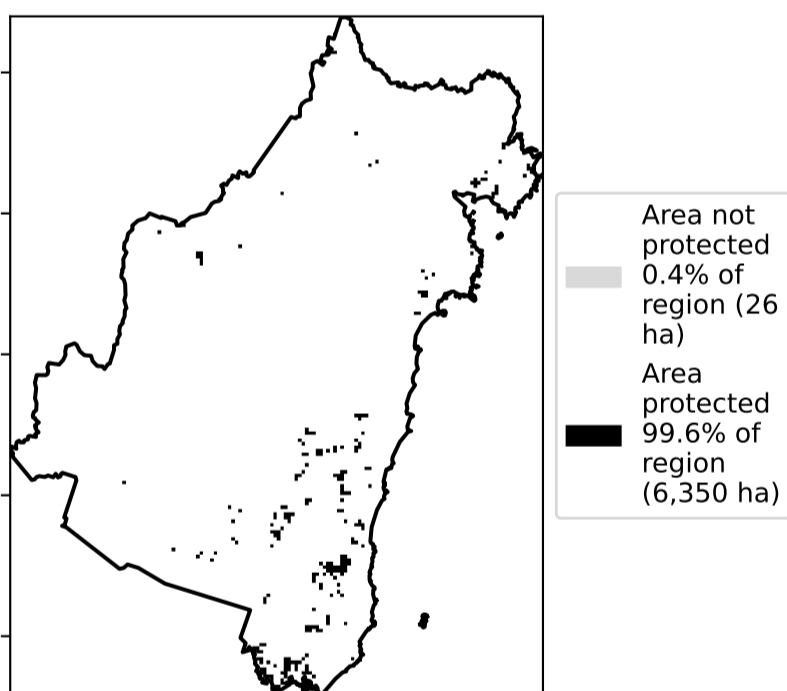 Area not
protected
0.4% of
region (26
ha)
Area
protected
99.6% of
region
(6,350 ha)